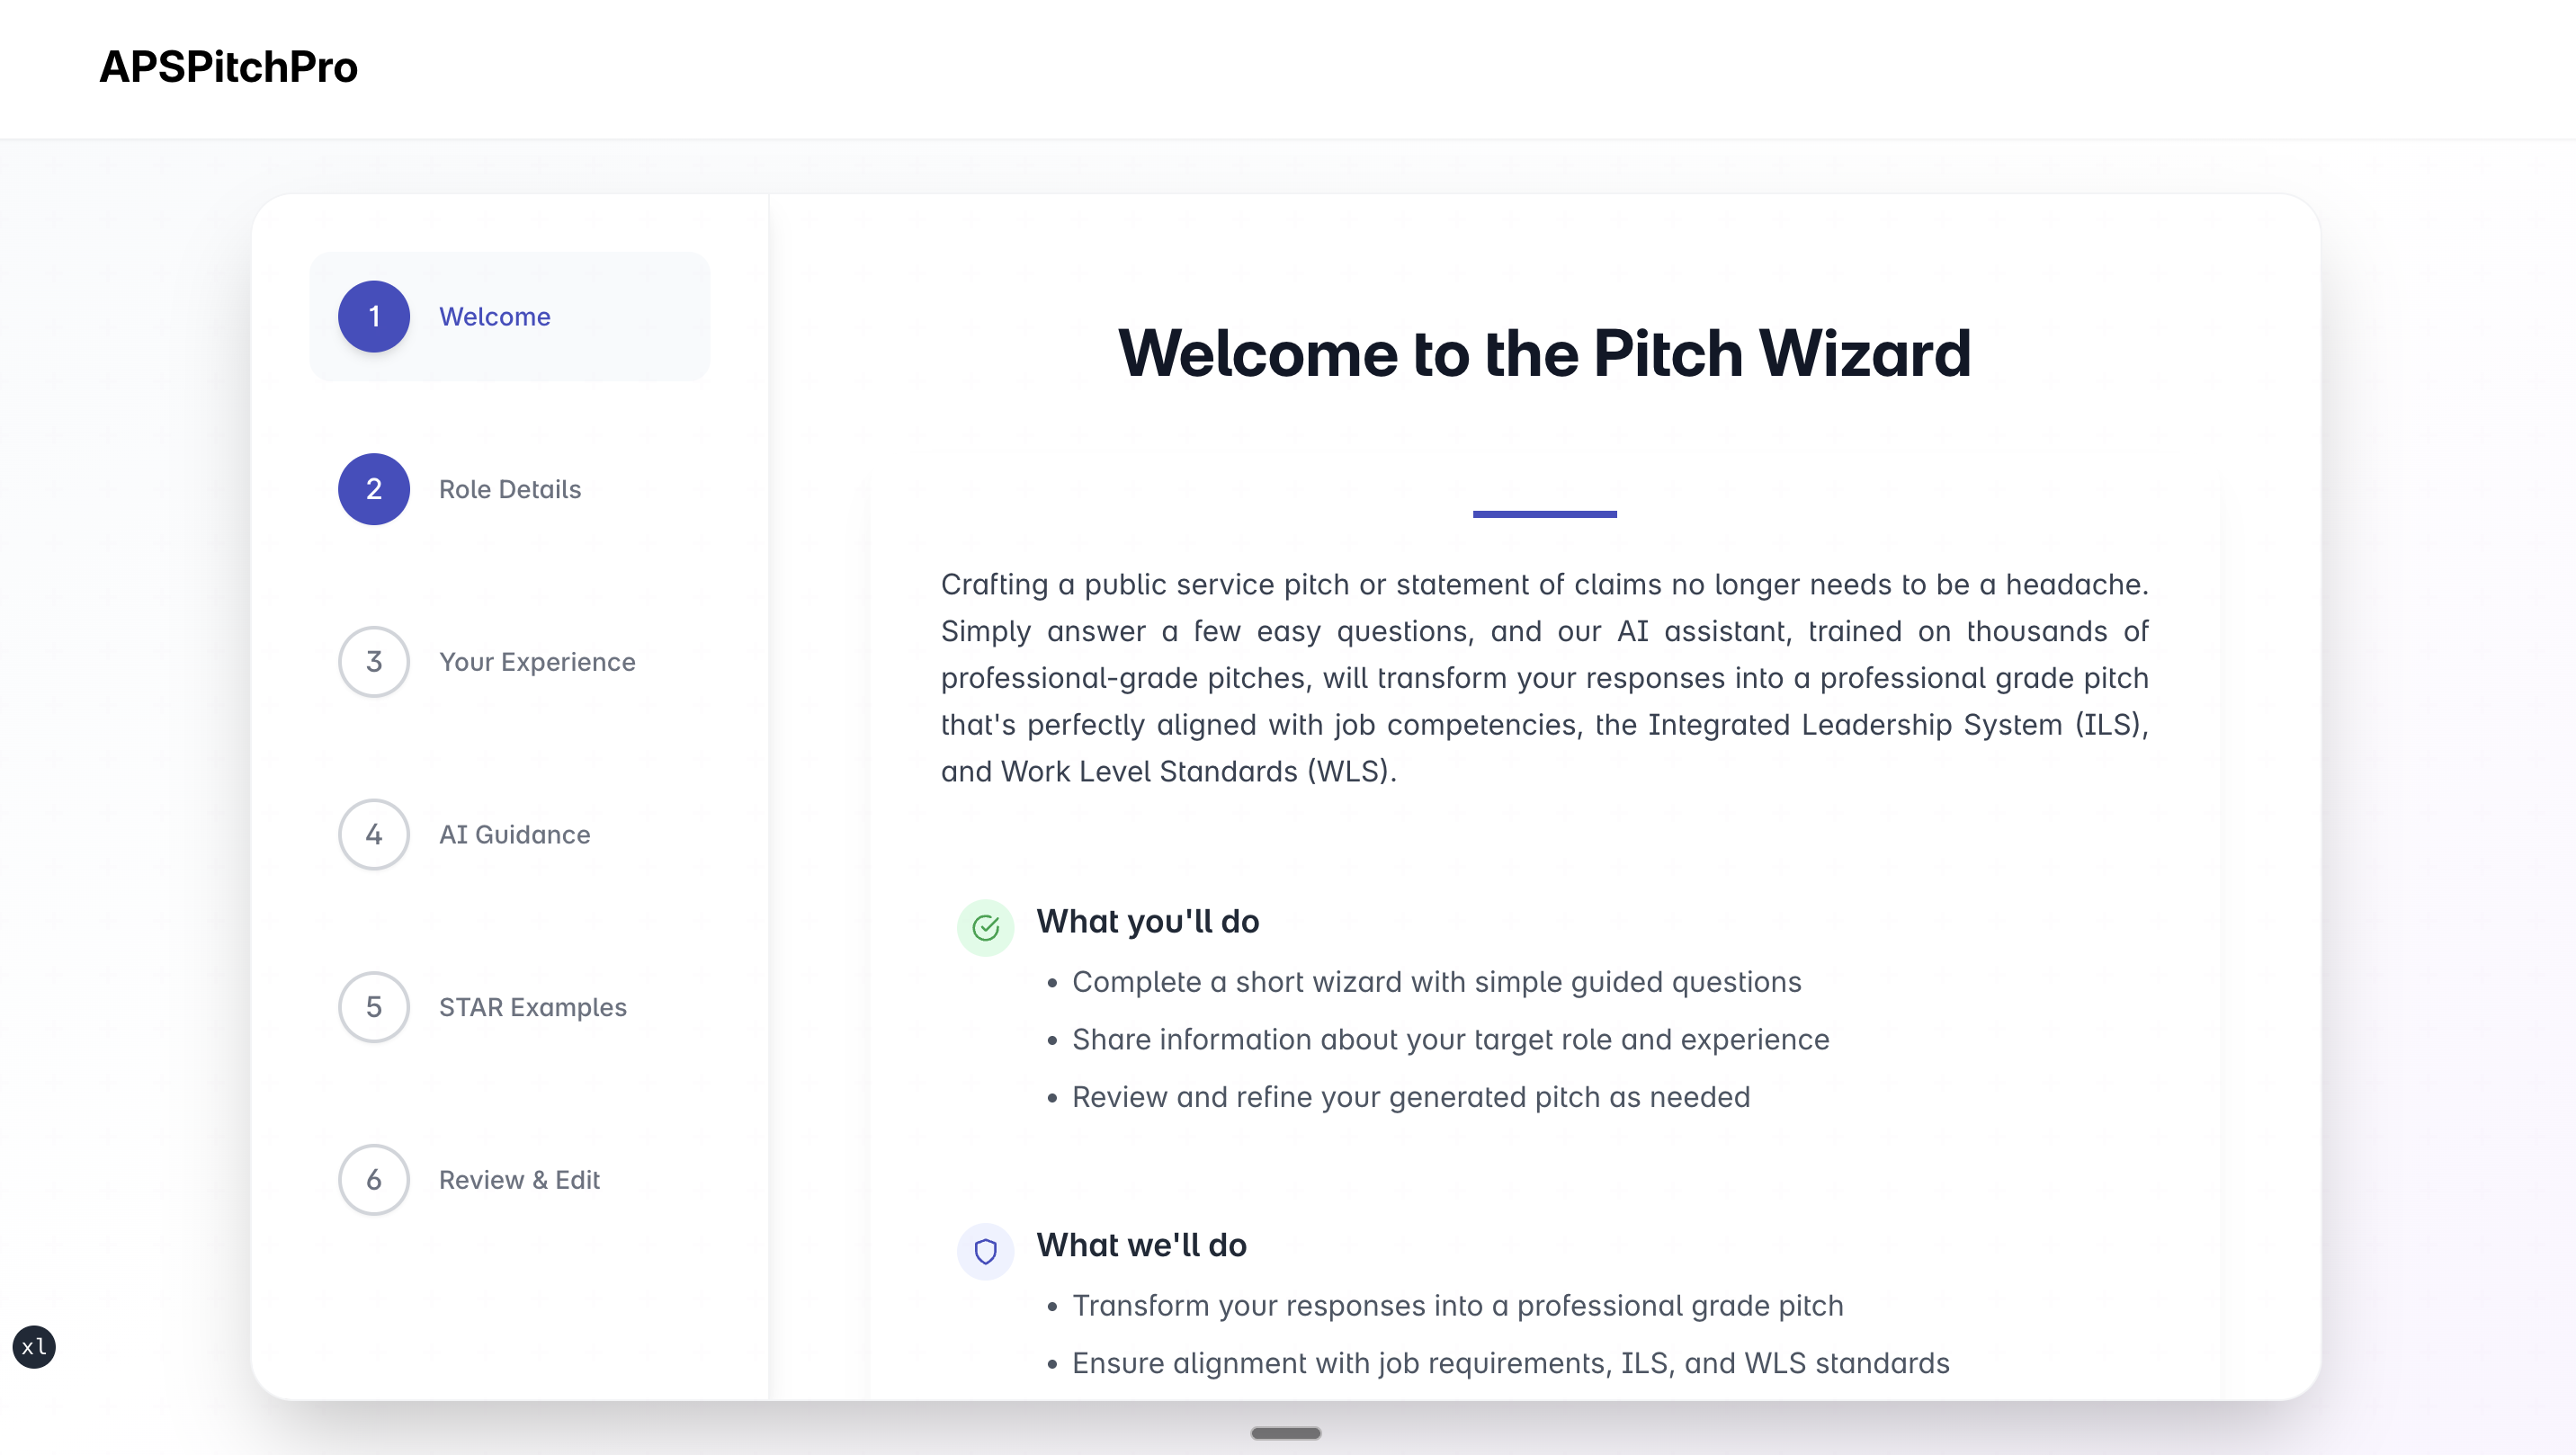 APSPitchPro
1 Welcome
2 Role Details
3 Your Experience
4 AI Guidance
5 STAR Examples
6 Review & Edit
Welcome to the Pitch Wizard
Crafting a public service pitch or statement of claims no longer needs to be a headache.
Simply answer a few easy questions, and our AI assistant, trained on thousands of
professional-grade pitches, will transform your responses into a professional grade pitch
that's perfectly aligned with job competencies, the Integrated Leadership System (ILS),
and Work Level Standards (WLS).
What you'll do
• Complete a short wizard with simple guided questions
• Share information about your target role and experience
• Review and refine your generated pitch as needed
What we'll do
• Transform your responses into a professional grade pitch
• Ensure alignment with job requirements, ILS, and WLS standards
xl